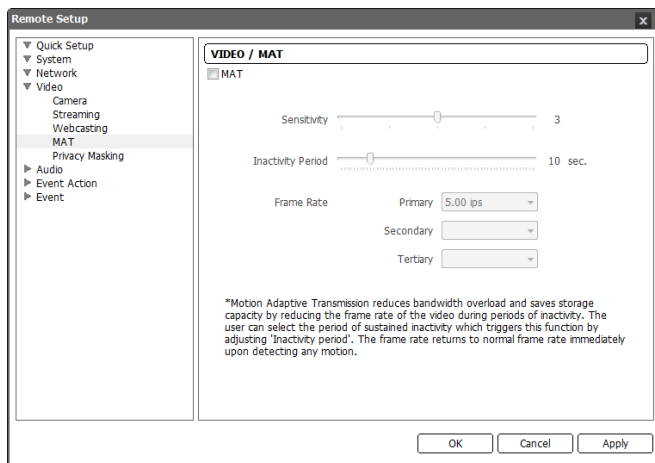 Remote Setup
x
Quick Setup
System
Network
Video
Camera
Streaming
Webcasting
MAT
Privacy Masking
Audio
Event Action
Event
VIDEO / MAT
MAT
Sensitivity 3
Inactivity Period 10 sec.
Frame Rate Primary 5.00 ips
Secondary
Tertiary
*Motion Adaptive Transmission reduces bandwidth overload and saves storage
capacity by reducing the frame rate of the video during periods of inactivity. The
user can select the period of sustained inactivity which triggers this function by
adjusting 'Inactivity period'. The frame rate returns to normal frame rate immediately
upon detecting any motion.
OK Cancel Apply